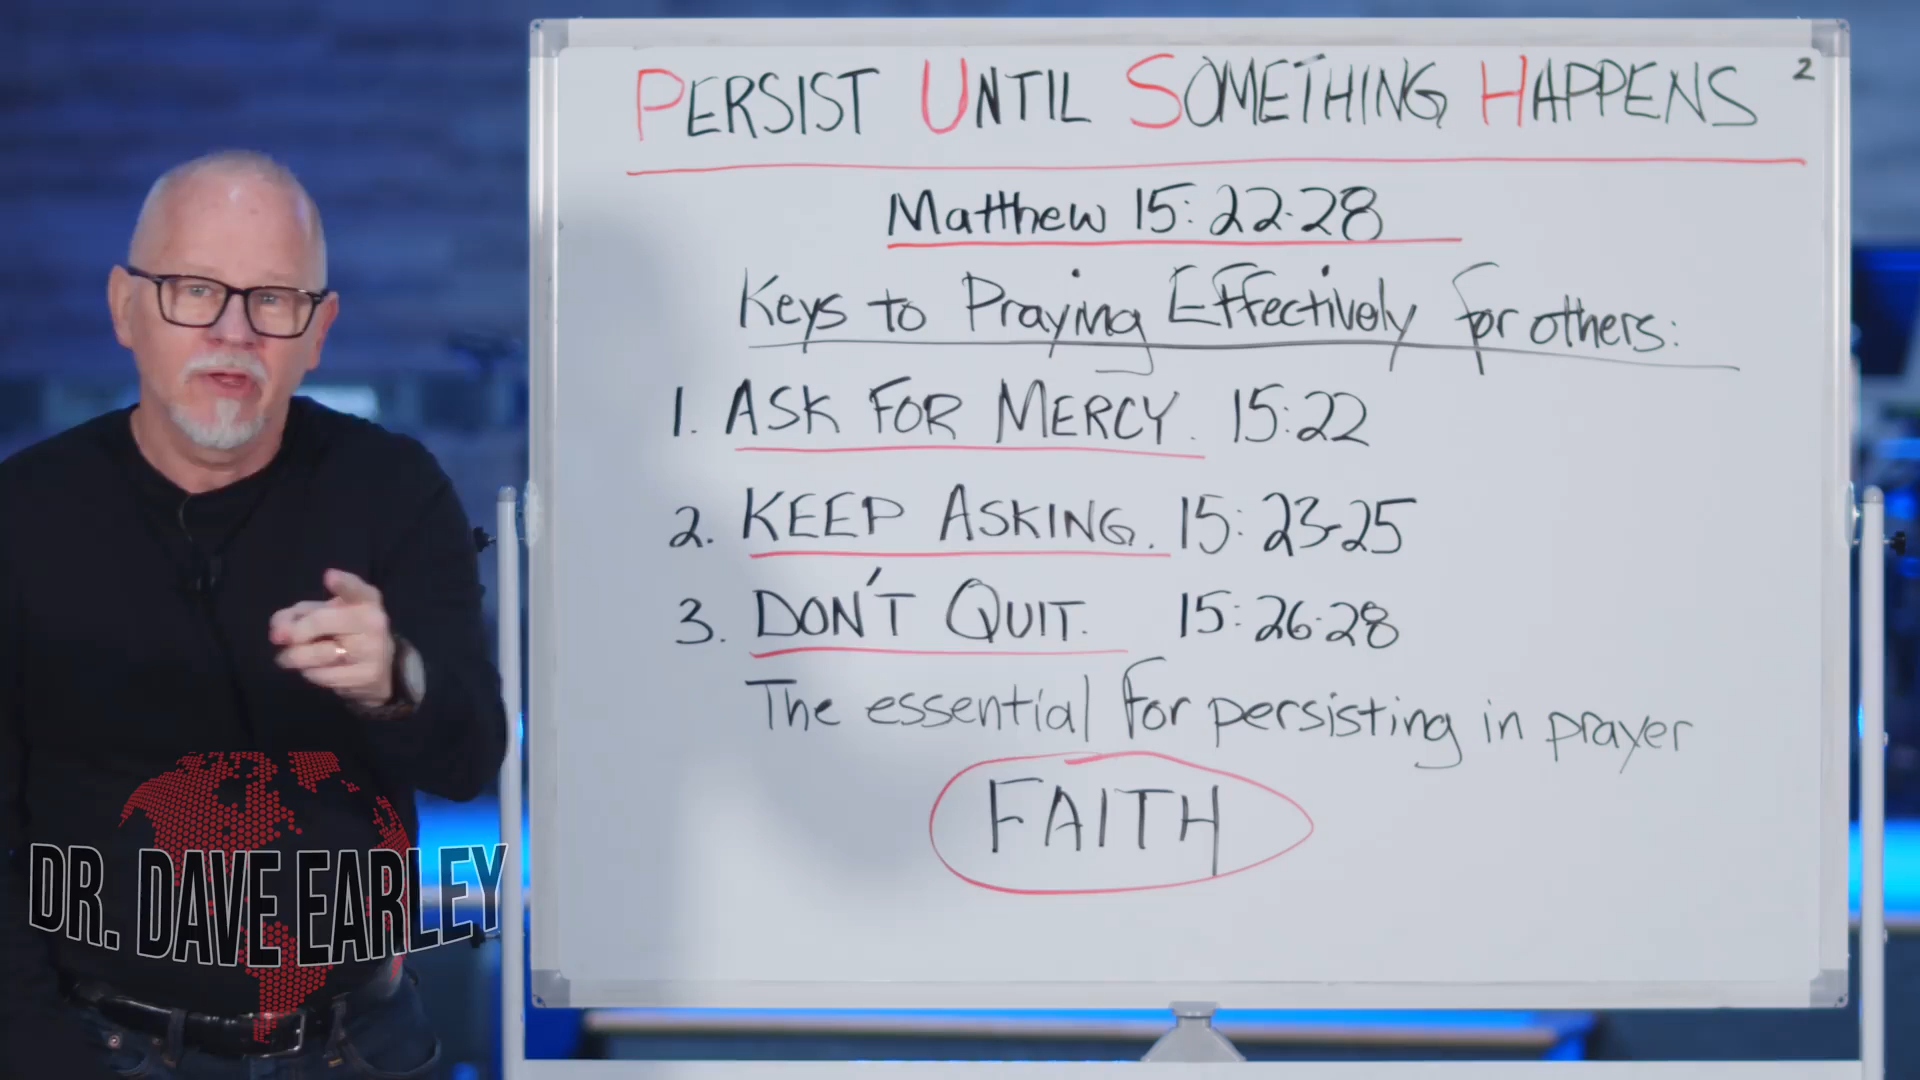 PERSIST UNTIL SOMETHING HAPPENS 2
Matthew 15:22-28
Keys to Praying Effectively for others:
1. ASK FOR MERCY. 15:22
2. KEEP ASKING. 15:23-25
3. DON'T QUIT. 15:26-28
The essential for persisting in prayer
FAITH
DR. DAVE EARLEY